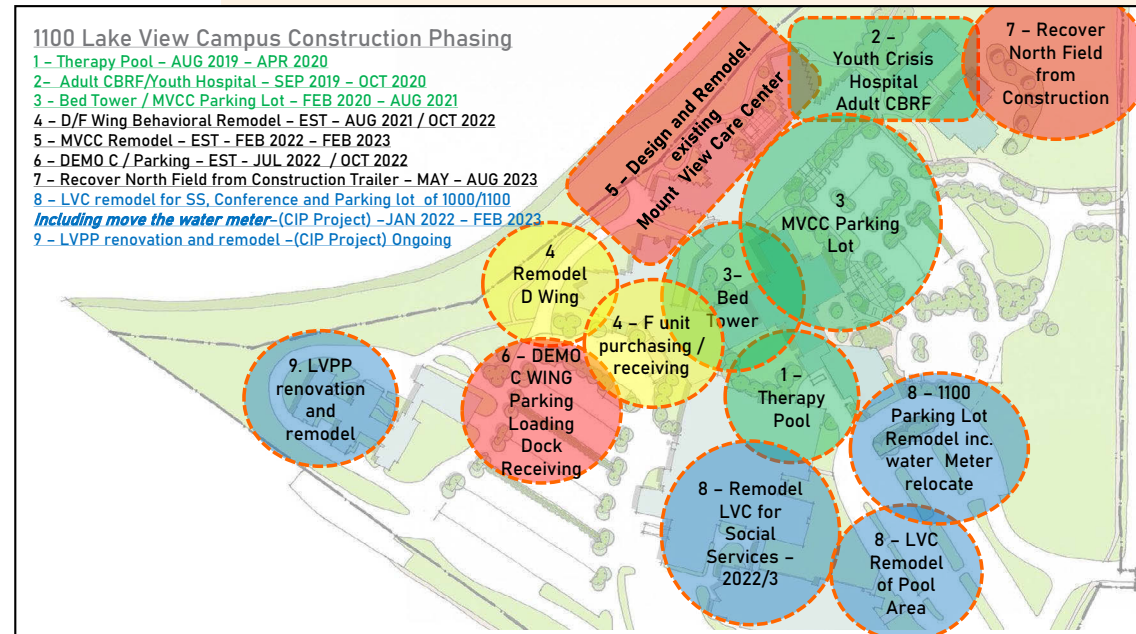 1100 Lake View Campus Construction Phasing
1 – Therapy Pool – AUG 2019 – APR 2020
2– Adult CBRF/Youth Hospital – SEP 2019 – OCT 2020
3 – Bed Tower / MVCC Parking Lot – FEB 2020 – AUG 2021
4 – D/F Wing Behavioral Remodel – EST – AUG 2021 / OCT 2022
5 – MVCC Remodel – EST - FEB 2022 – FEB 2023
6 – DEMO C / Parking – EST - JUL 2022 / OCT 2022
7 – Recover North Field from Construction Trailer – MAY – AUG 2023
8 – LVC remodel for SS, Conference and Parking lot of 1000/1100
Including move the water meter–(CIP Project) –JAN 2022 – FEB 2023
9 – LVPP renovation and remodel –(CIP Project) Ongoing
5 – Design and Remodel
existing
Mount View Care Center
2 –
Youth Crisis
Hospital
Adult CBRF
7 – Recover
North Field
from
Construction
3
MVCC Parking
Lot
4
Remodel
D Wing
3–
Bed
Tower
4 – F unit
purchasing /
receiving
9. LVPP
renovation
and
remodel
6 – DEMO
C WING
Parking
Loading
Dock
Receiving
1 –
Therapy
Pool
8 – 1100
Parking Lot
Remodel inc.
water Meter
relocate
8 – Remodel
LVC for
Social
Services –
2022/3
8 – LVC
Remodel
of Pool
Area